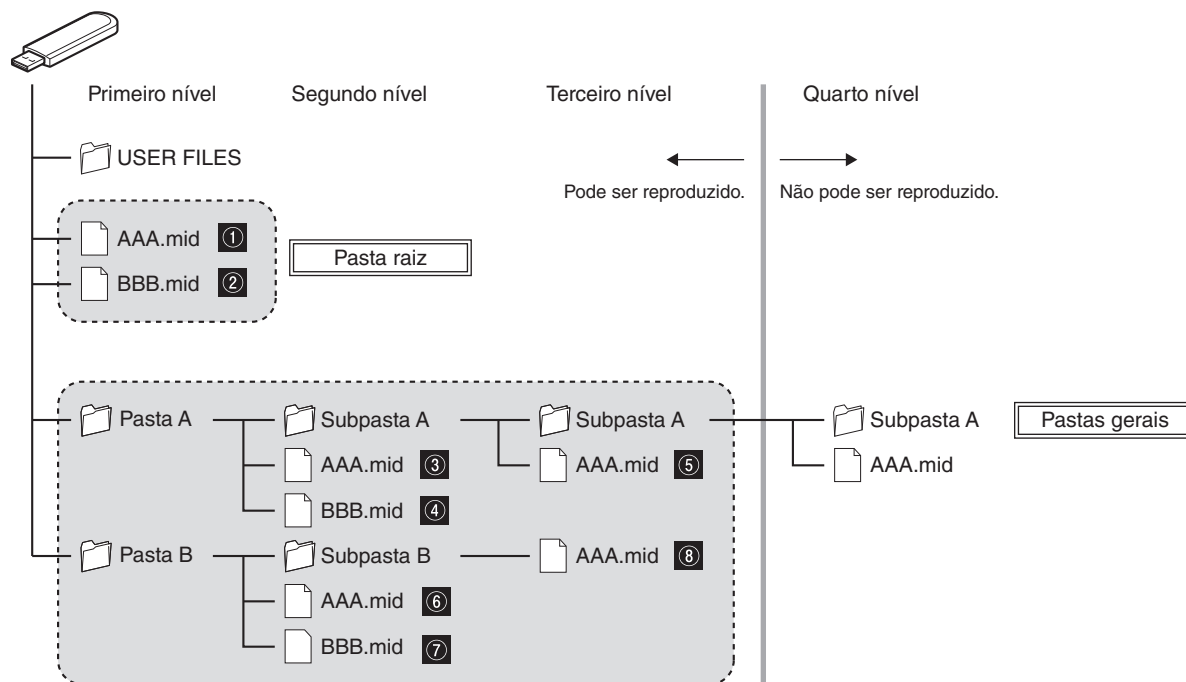 Primeiro nível Segundo nível Terceiro nível Quarto nível
USER FILES
Pode ser reproduzido. Não pode ser reproduzido.
AAA.mid ①
Pasta raiz
BBB.mid ②
Pasta A Subpasta A Subpasta A Subpasta A Pastas gerais
AAA.mid ③ AAA.mid ⑤ AAA.mid
BBB.mid ④
Pasta B Subpasta B AAA.mid ⑧
AAA.mid ⑥
BBB.mid ⑦